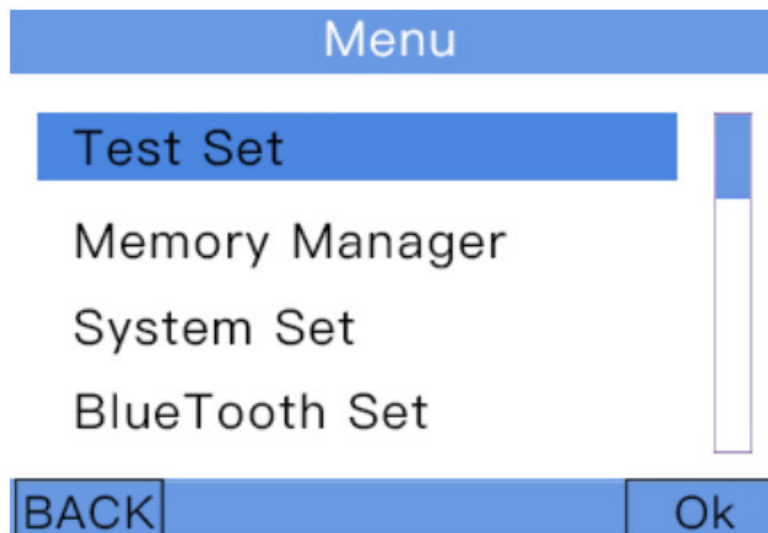 Menu
Test Set
Memory Manager
System Set
BlueTooth Set
BACK Ok